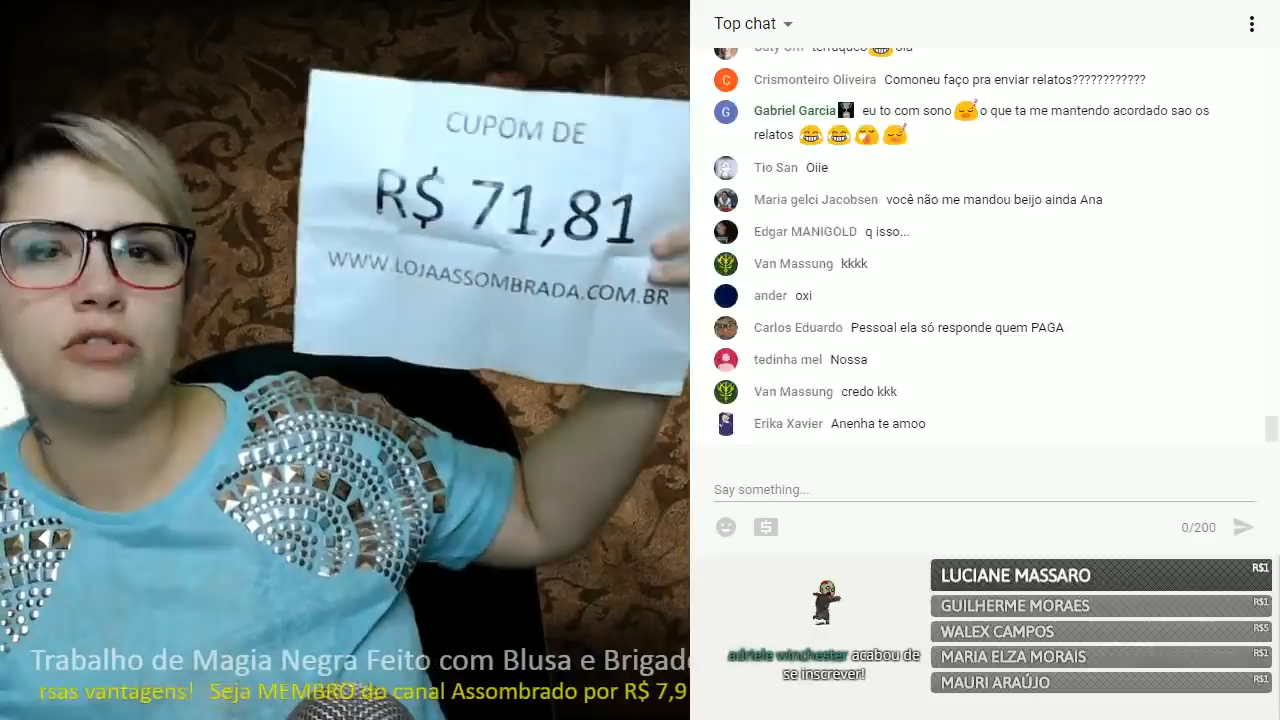 CUPOM DE
R$ 71,81
WWW.LOJAASSOMBRADA.COM.BR
Trabalho de Magia Negra Feito com Blusa e Brigade
rsas vantagens! Seja MEMBRO do canal Assombrado por R$ 7,9
Top chat
Crismonteiro Oliveira Comoneu faço pra enviar relatos????????????
Gabriel Garcia eu to com sono 😴 o que ta me mantendo acordado sao os
relatos
Tio San Oiie
Maria gelci Jacobsen você não me mandou beijo ainda Ana
Edgar MANIGOLD q isso...
Van Massung kkkk
ander oxi
Carlos Eduardo Pessoal ela só responde quem PAGA
tedinha mel Nossa
Van Massung credo kkk
Erika Xavier Anenha te amoo
Say something...
0/200
adriele winchester acabou de
se inscrever!
LUCIANE MASSARO R$1
GUILHERME MORAES R$1
WALEX CAMPOS R$5
MARIA ELZA MORAIS R$1
MAURI ARAÚJO R$1